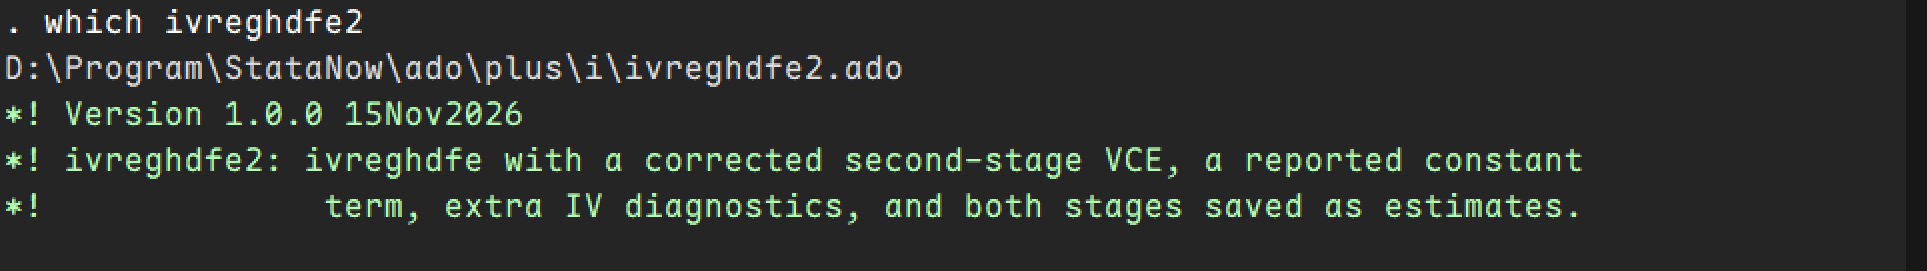 . which ivreghdfe2
D:\Program\StataNow\ado\plus\i\ivreghdfe2.ado
*! Version 1.0.0 15Nov2026
*! ivreghdfe2: ivreghdfe with a corrected second-stage VCE, a reported constant
*!              term, extra IV diagnostics, and both stages saved as estimates.